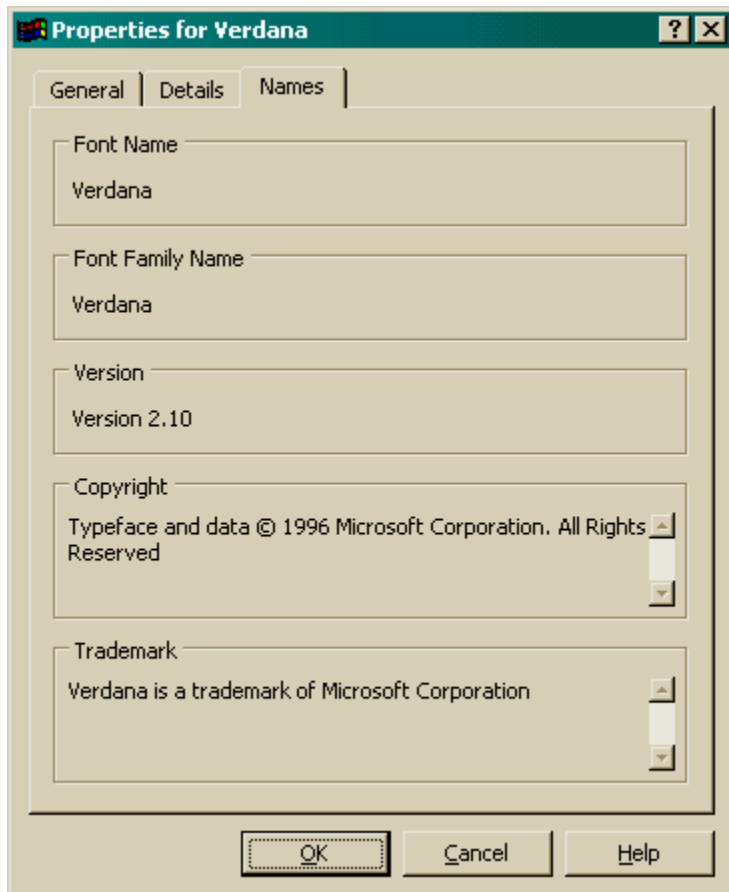 Properties for Verdana
General Details Names
Font Name
Verdana
Font Family Name
Verdana
Version
Version 2.10
Copyright
Typeface and data © 1996 Microsoft Corporation. All Rights
Reserved
Trademark
Verdana is a trademark of Microsoft Corporation
OK Cancel Help